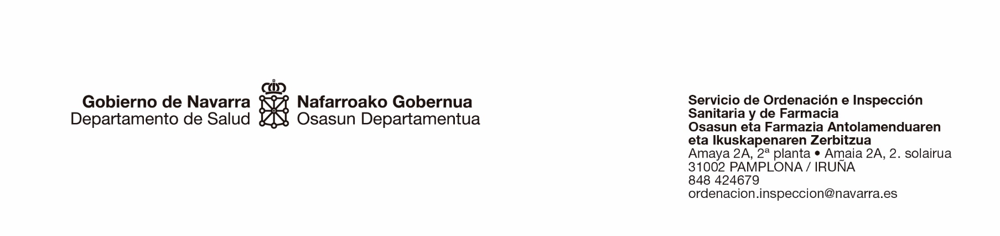 Gobierno de Navarra
Departamento de Salud
Nafarroako Gobernua
Osasun Departamentua
Servicio de Ordenación e Inspección
Sanitaria y de Farmacia
Osasun eta Farmazia Antolamenduaren
eta Ikuskapenaren Zerbitzua
Amaya 2A, 2ª planta • Amaia 2A, 2. solairua
31002 PAMPLONA / IRUÑA
848 424679
ordenacion.inspeccion@navarra.es